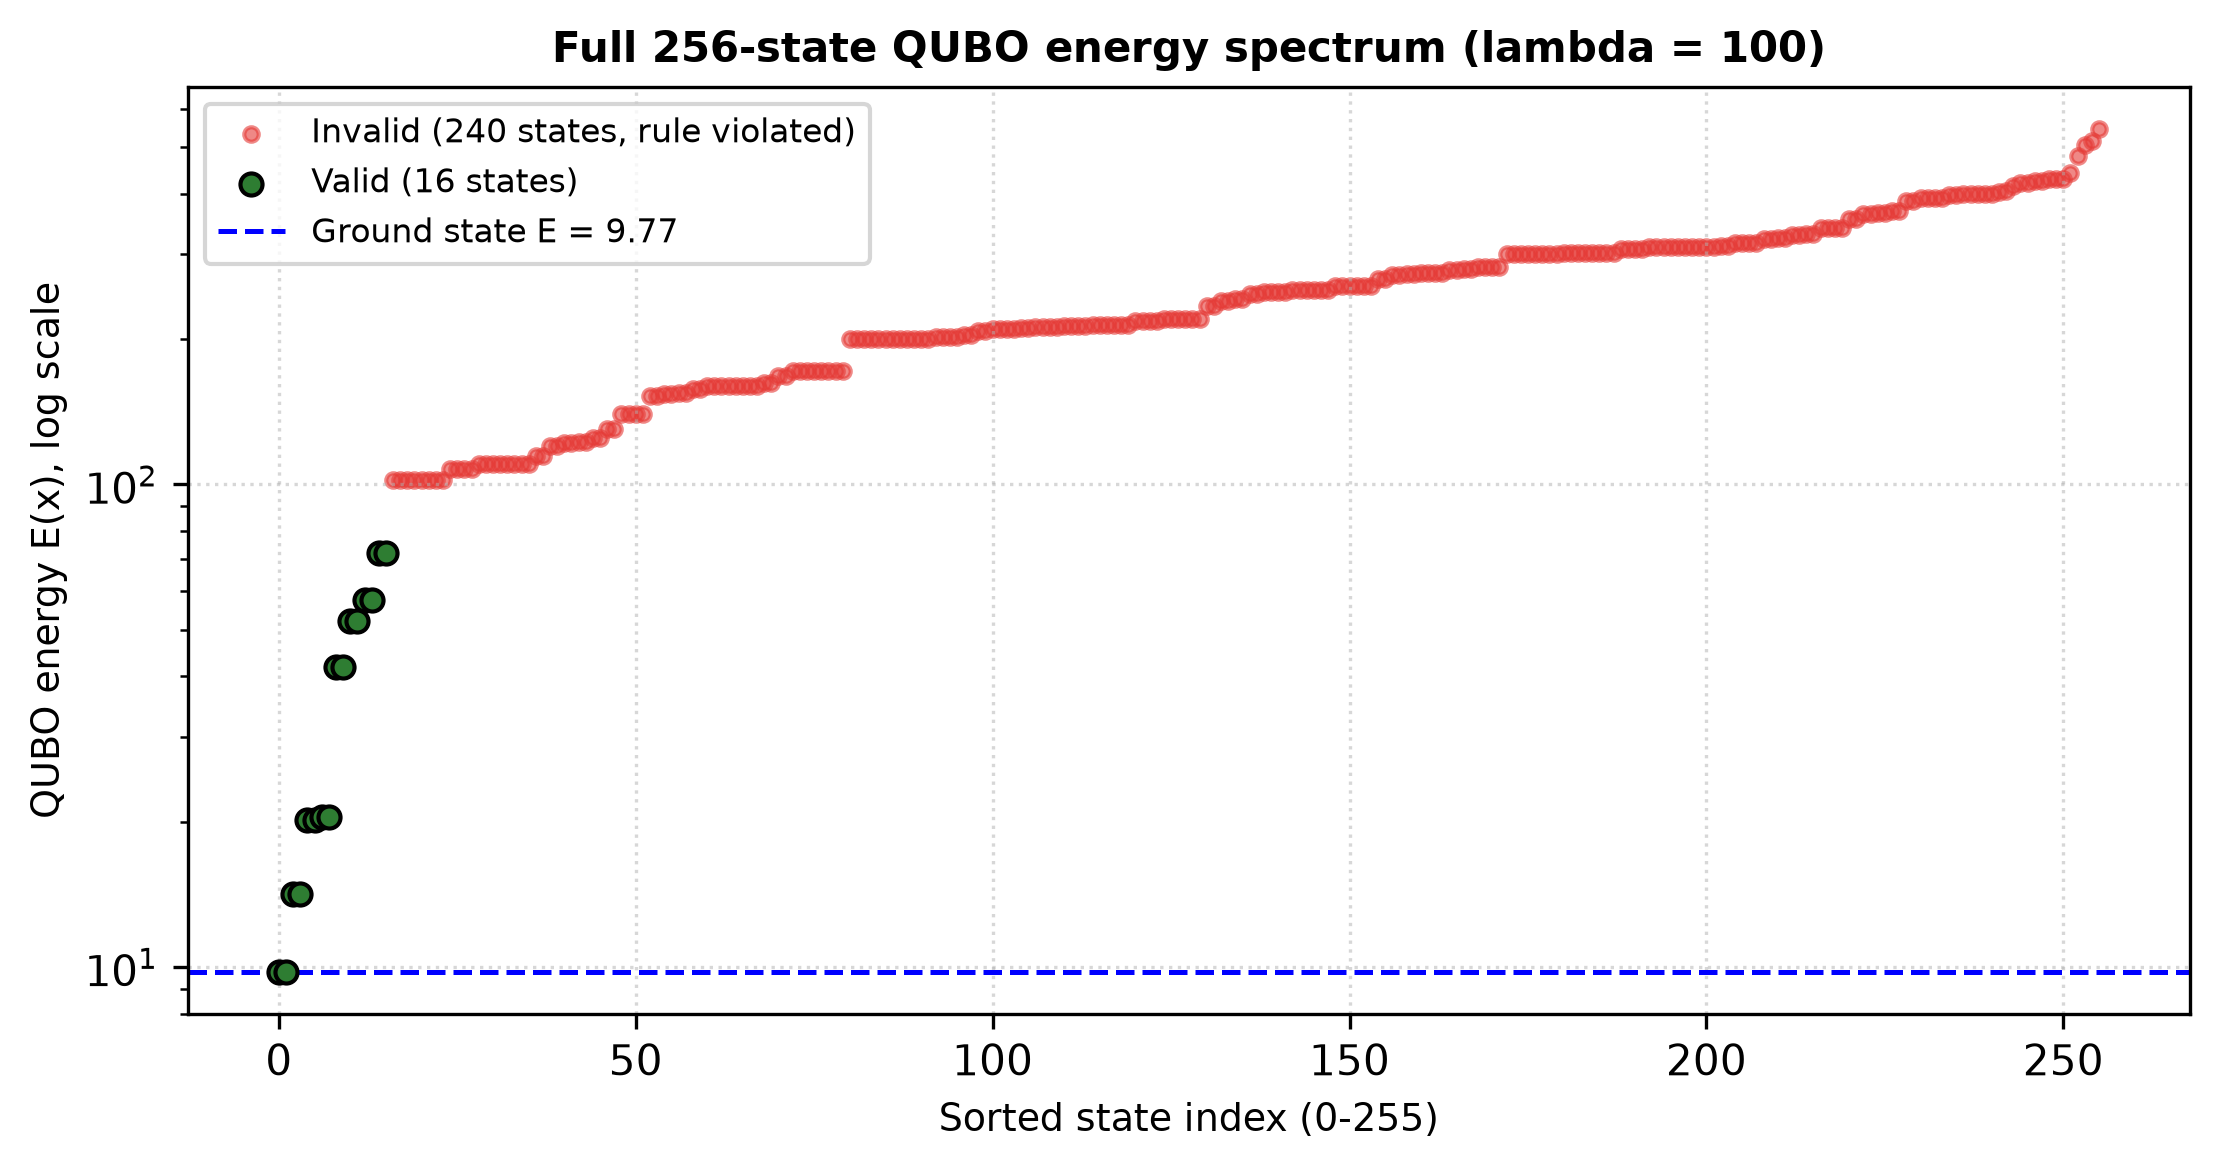 Full 256-state QUBO energy spectrum (lambda = 100)
Invalid (240 states, rule violated)
Valid (16 states)
Ground state E = 9.77
QUBO energy E(x), log scale
10²
10¹
0 50 100 150 200 250
Sorted state index (0-255)